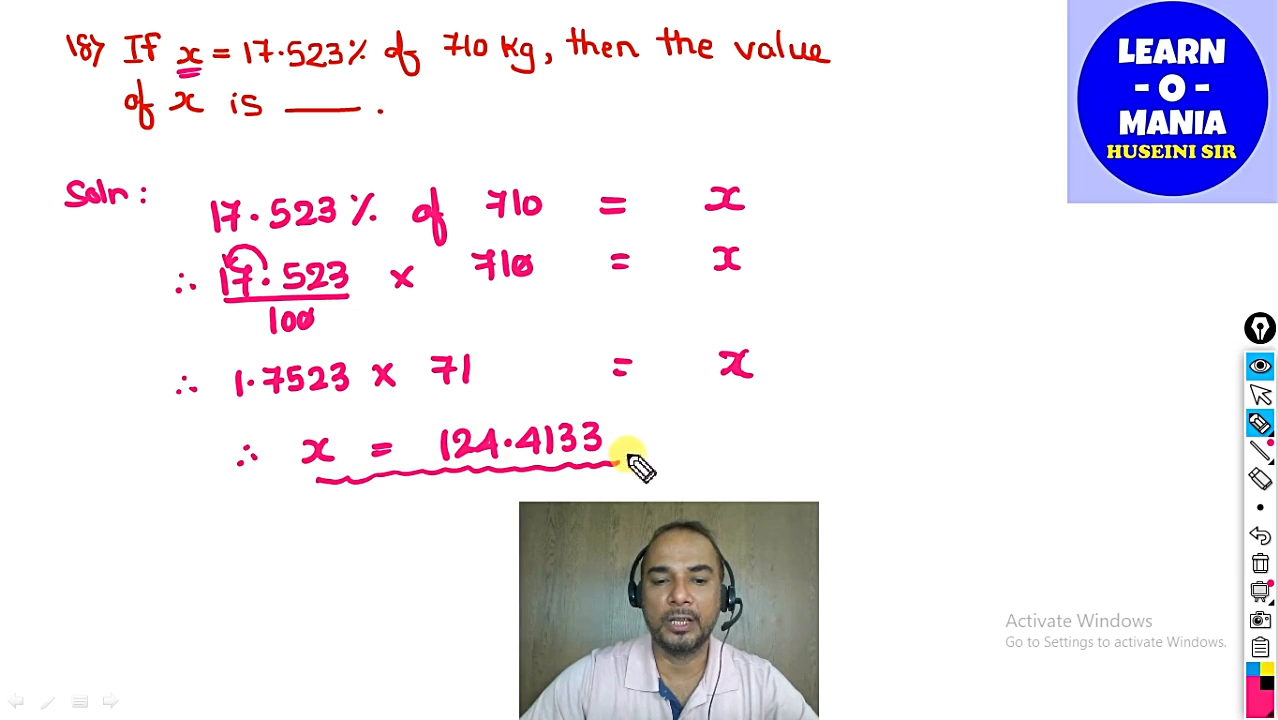 18> If x = 17.523% of 710 kg, then the value
of x is ____ .
LEARN
- O -
MANIA
HUSEINI SIR
Soln :
17.523% of 710 = x
∴ 17.523 × 710 = x
100
∴ 1.7523 × 71 = x
∴ x = 124.4133
Activate Windows
Go to Settings to activate Windows.